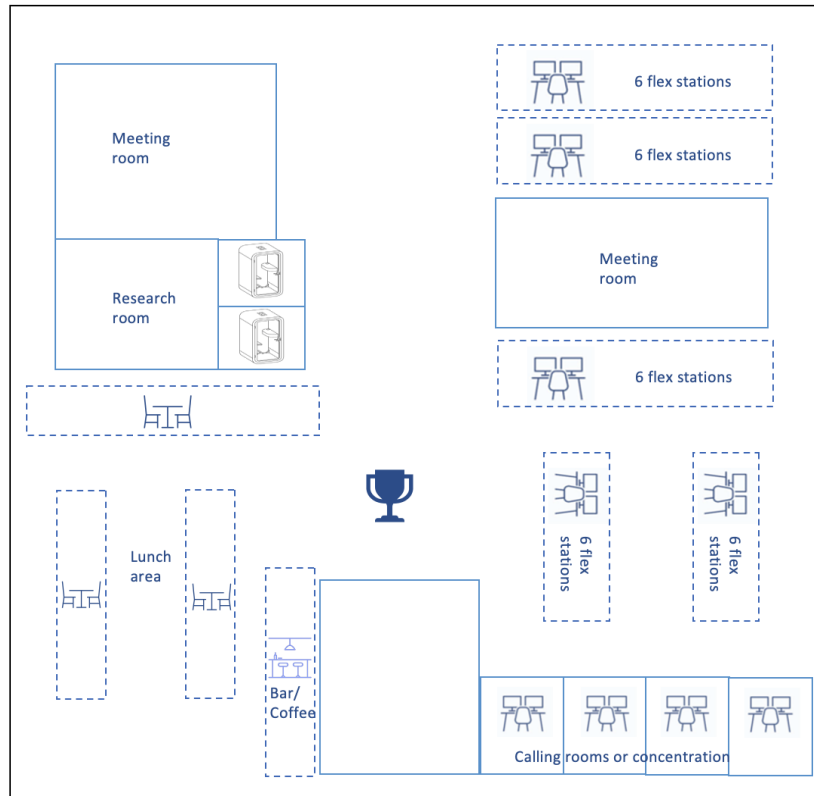 6 flex stations
Meeting
room
6 flex stations
Meeting
room
Research
room
6 flex stations
Lunch
area
6 flex
stations
6 flex
stations
Bar/
Coffee
Calling rooms or concentration